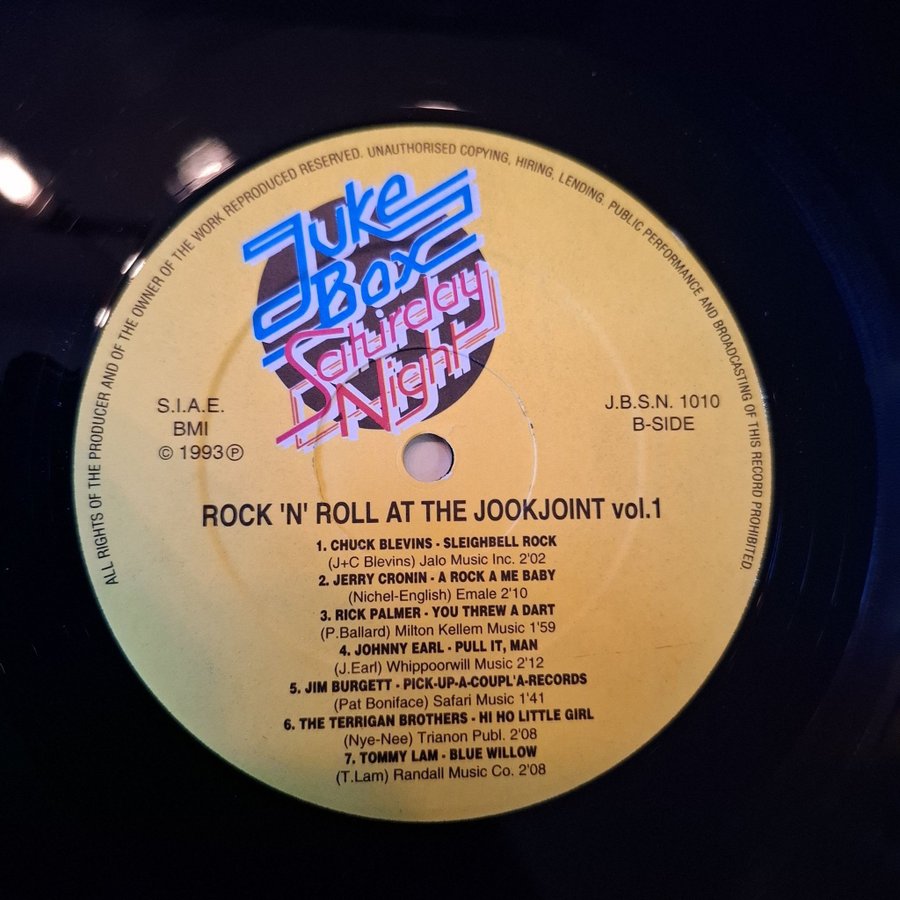 ALL RIGHTS OF THE PRODUCER AND OF THE OWNER OF THE WORK REPRODUCED RESERVED. UNAUTHORISED COPYING, HIRING, LENDING, PUBLIC PERFORMANCE AND BROADCASTING OF THIS RECORD PROHIBITED.
Juke
Box
Saturday
Night
S.I.A.E.
BMI
© 1993 ℗
J.B.S.N. 1010
B-SIDE
ROCK 'N' ROLL AT THE JOOKJOINT vol.1
1. CHUCK BLEVINS - SLEIGHBELL ROCK
(J+C Blevins) Jalo Music Inc. 2'02
2. JERRY CRONIN - A ROCK A ME BABY
(Nichel-English) Emale 2'10
3. RICK PALMER - YOU THREW A DART
(P.Ballard) Milton Kellem Music 1'59
4. JOHNNY EARL - PULL IT, MAN
(J.Earl) Whippoorwill Music 2'12
5. JIM BURGETT - PICK-UP-A-COUPL'A-RECORDS
(Pat Boniface) Safari Music 1'41
6. THE TERRIGAN BROTHERS - HI HO LITTLE GIRL
(Nye-Nee) Trianon Publ. 2'08
7. TOMMY LAM - BLUE WILLOW
(T.Lam) Randall Music Co. 2'08